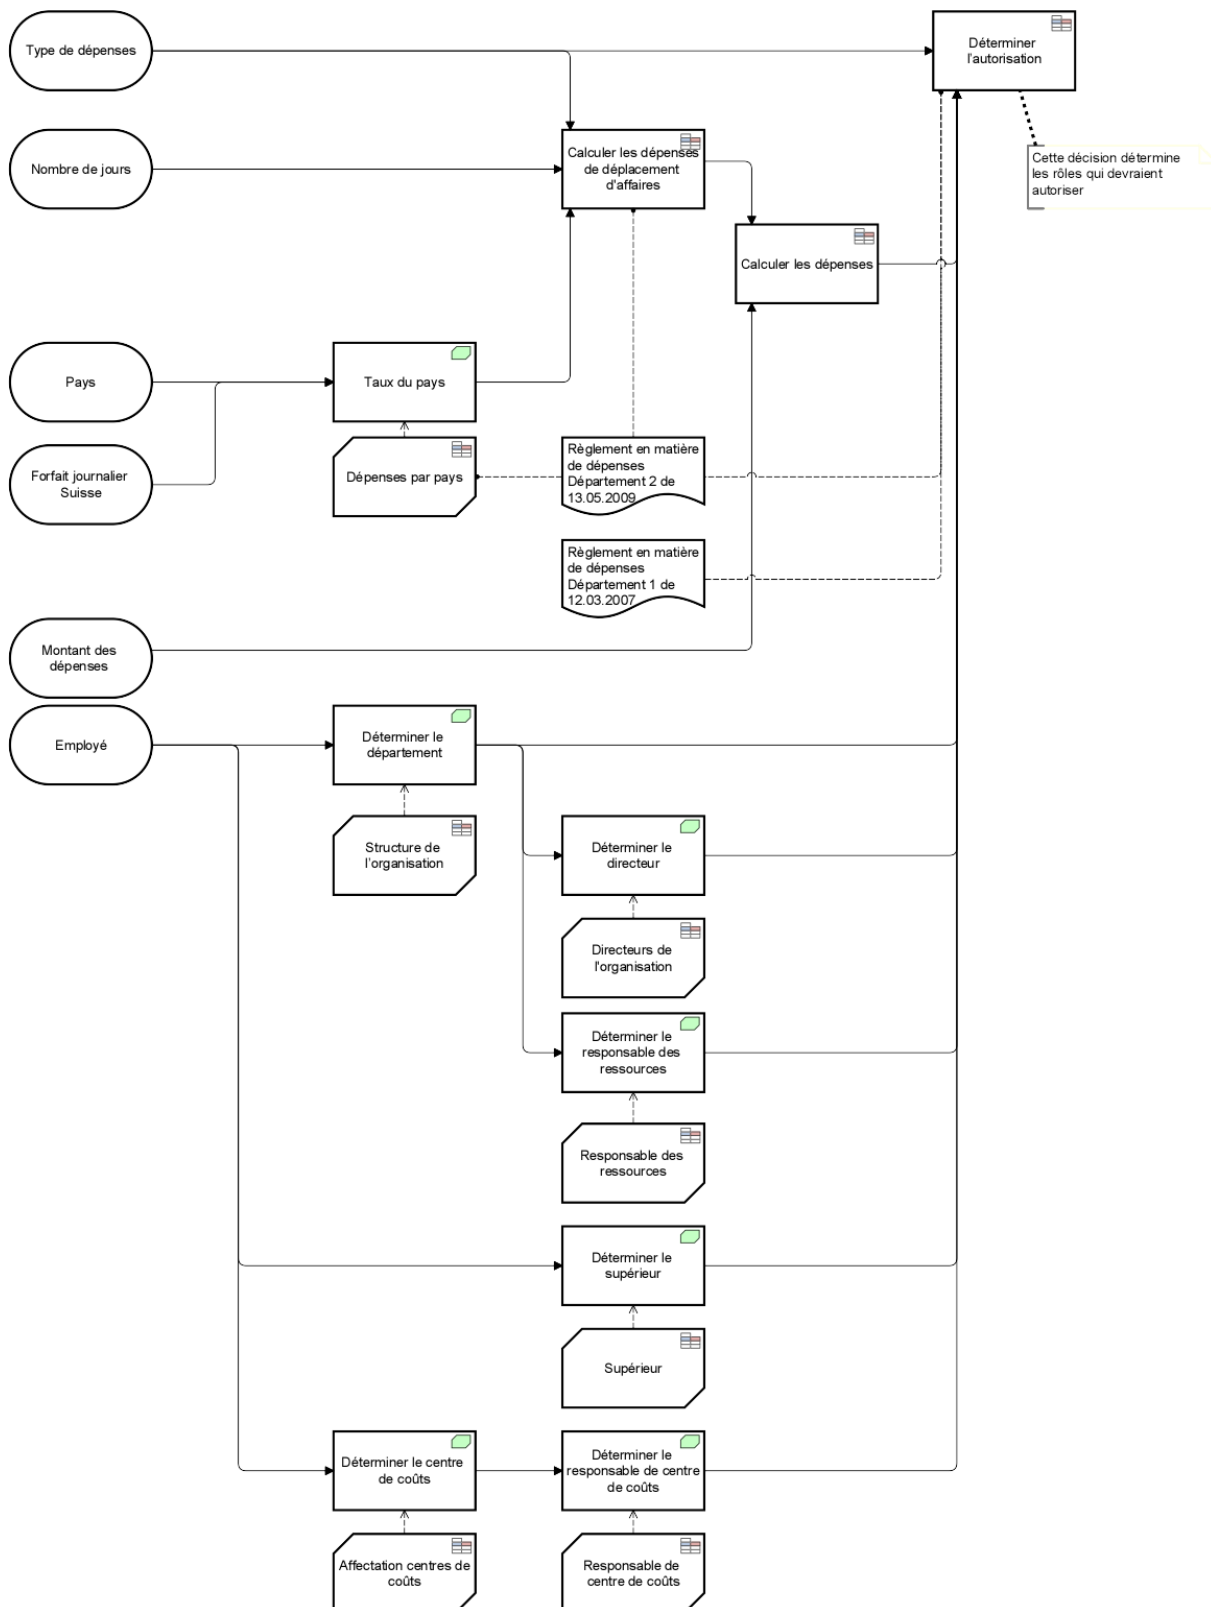 Type de dépenses
Déterminer
l'autorisation
Nombre de jours
Calculer les dépenses
de déplacement
d'affaires
Cette décision détermine
les rôles qui devraient
autoriser
Calculer les dépenses
Pays
Taux du pays
Forfait journalier
Suisse
Dépenses par pays
Règlement en matière
de dépenses
Département 2 de
13.05.2009
Règlement en matière
de dépenses
Département 1 de
12.03.2007
Montant des
dépenses
Employé
Déterminer le
département
Structure de
l'organisation
Déterminer le
directeur
Directeurs de
l'organisation
Déterminer le
responsable des
ressources
Responsable des
ressources
Déterminer le
supérieur
Supérieur
Déterminer le centre
de coûts
Déterminer le
responsable de centre
de coûts
Affectation centres de
coûts
Responsable de
centre de coûts